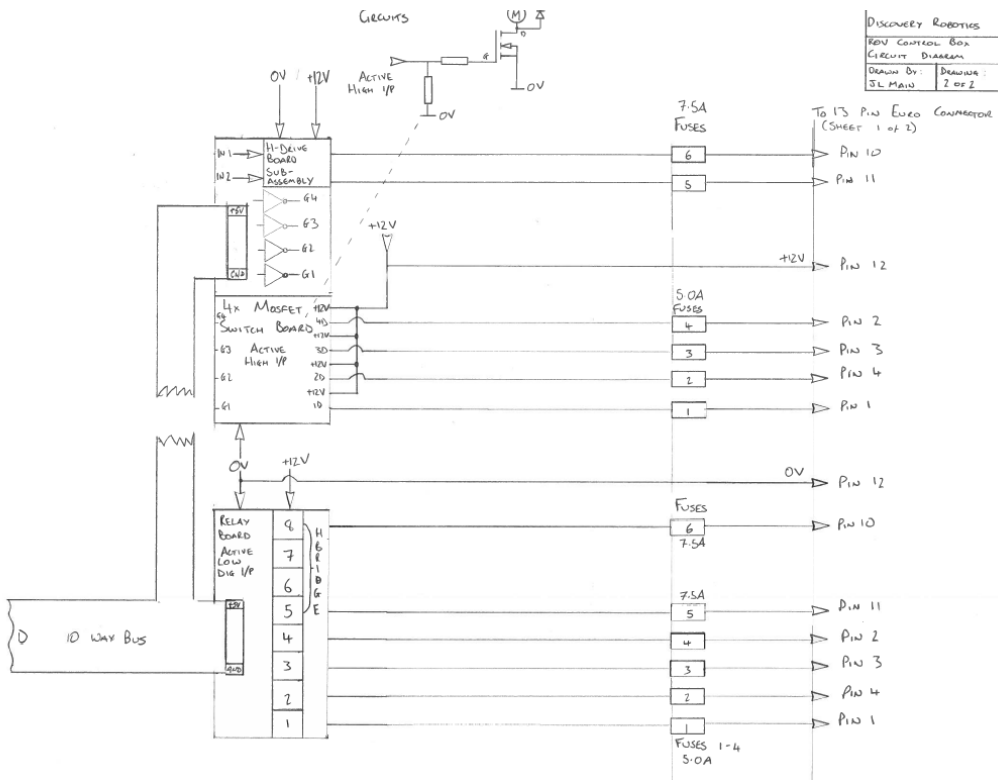 CIRCUITS
M
D
G
ACTIVE
HIGH I/P
0V
0V
DISCOVERY ROBOTICS
ROV CONTROL BOX
CIRCUIT DIAGRAM
DRAWN BY:
JL MAIN
DRAWING:
2 OF 2
0V
+12V
7.5A
FUSES
TO 13 PIN EURO CONNECTOR
(SHEET 1 of 2)
IN1
IN2
H-DRIVE
BOARD
SUB-
ASSEMBLY
6
PIN 10
5
PIN 11
+5V
GND
G4
G3
G2
G1
+12V
+12V
PIN 12
4x MOSFET
SWITCH BOARD
ACTIVE
HIGH I/P
G4
G3
G2
G1
+12V
4D
+12V
3D
+12V
2D
+12V
1D
5.0A
FUSES
4
PIN 2
3
PIN 3
2
PIN 4
1
PIN 1
0V
+12V
0V
PIN 12
RELAY
BOARD
ACTIVE
LOW
DIG I/P
8
7
6
5
4
3
2
1
H BRIDGE
FUSES
6
7.5A
PIN 10
7.5A
5
PIN 11
4
PIN 2
3
PIN 3
2
PIN 4
1
PIN 1
FUSES 1-4
5.0A
D
10 WAY BUS
+5V
GND